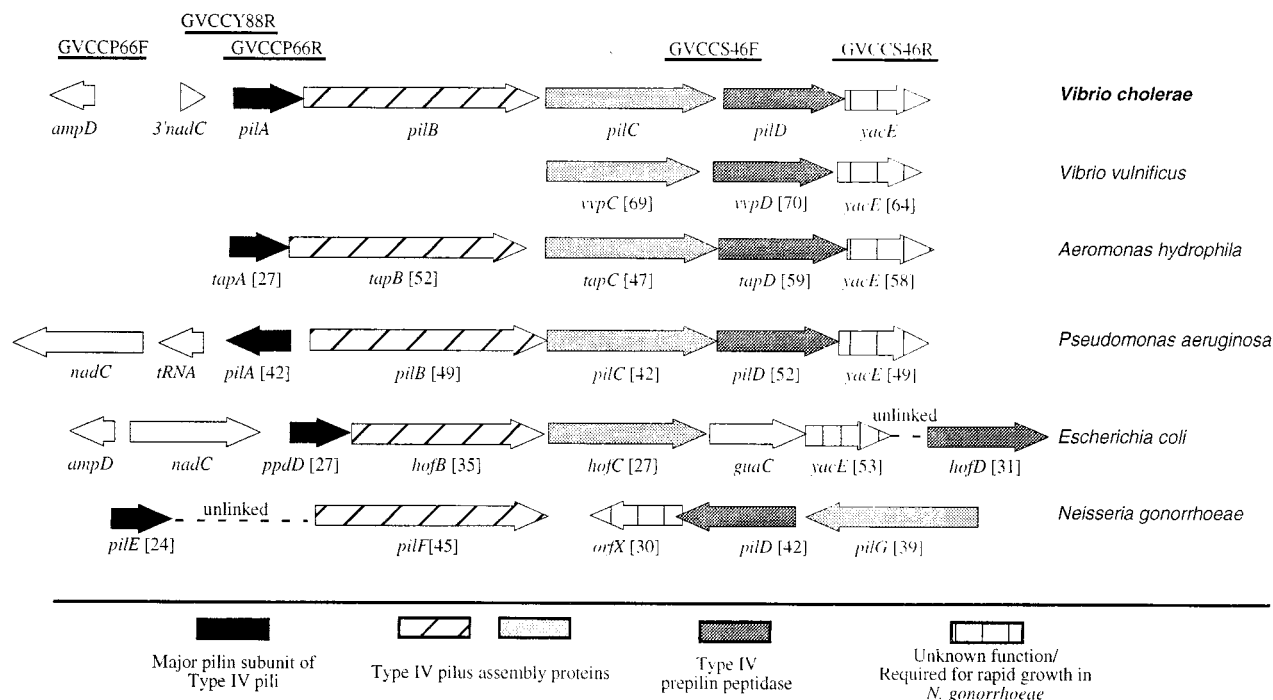 GVCCY88R
GVCCP66F GVCCP66R GVCCS46F GVCCS46R
Vibrio cholerae
ampD 3'nadC pilA pilB pilC pilD yacE
Vibrio vulnificus
vvpC [69] vvpD [70] yacE [64]
Aeromonas hydrophila
tapA [27] tapB [52] tapC [47] tapD [59] yacE [58]
Pseudomonas aeruginosa
nadC tRNA pilA [42] pilB [49] pilC [42] pilD [52] yacE [49]
unlinked
Escherichia coli
ampD nadC ppdD [27] hofB [35] hofC [27] guaC yacE [53] hofD [31]
unlinked
Neisseria gonorrhoeae
pilE [24] pilF[45] orfX [30] pilD [42] pilG [39]
Major pilin subunit of
Type IV pili
Type IV pilus assembly proteins
Type IV
prepilin peptidase
Unknown function/
Required for rapid growth in
N. gonorrhoeae